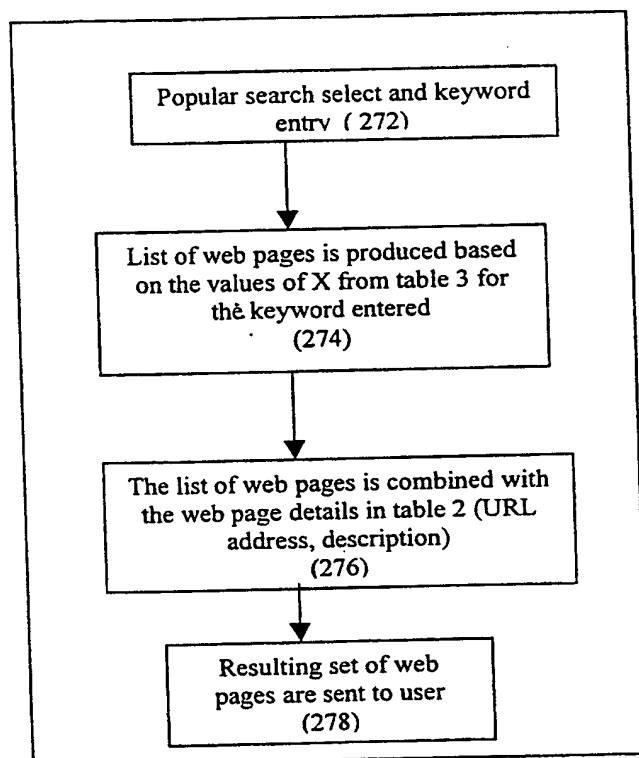 Popular search select and keyword
entry ( 272)
List of web pages is produced based
on the values of X from table 3 for
the keyword entered
(274)
The list of web pages is combined with
the web page details in table 2 (URL
address, description)
(276)
Resulting set of web
pages are sent to user
(278)